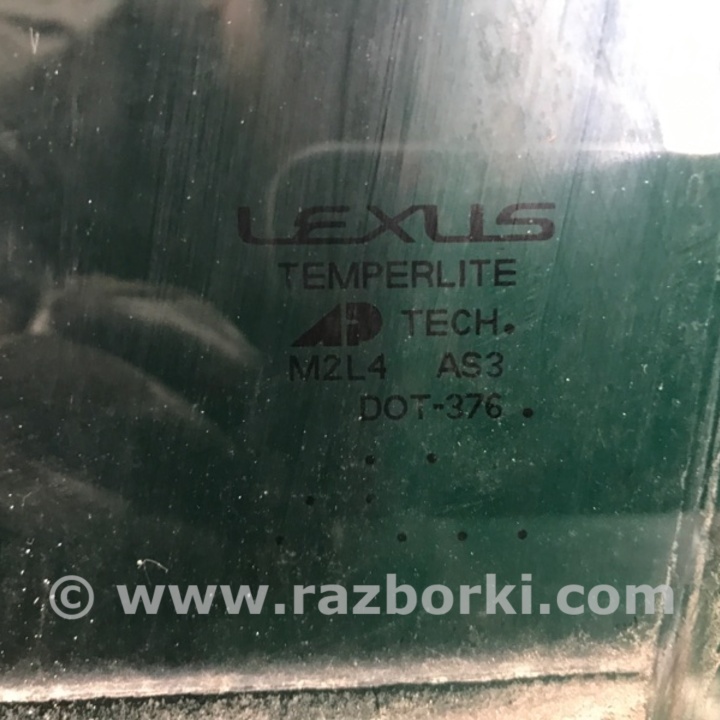 LEXUS
TEMPERLITE
AP TECH.
M2L4 AS3
DOT-376
© www.razborki.com